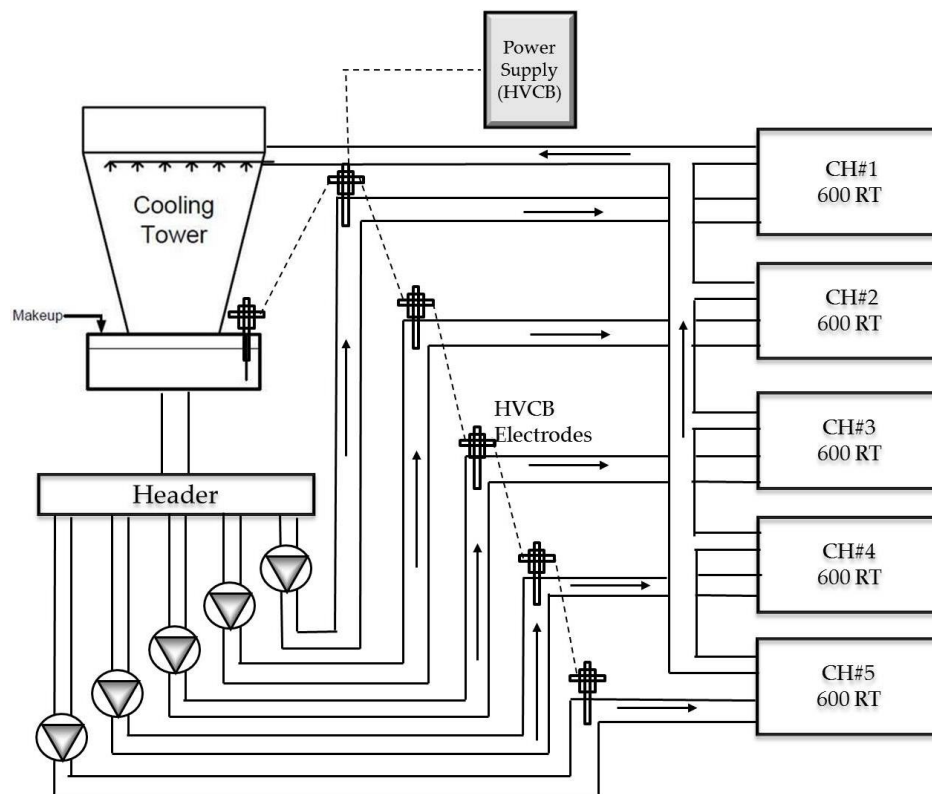 Power
Supply
(HVCB)
CH#1
600 RT
Cooling
Tower
CH#2
600 RT
Makeup
HVCB
Electrodes
CH#3
600 RT
Header
CH#4
600 RT
CH#5
600 RT